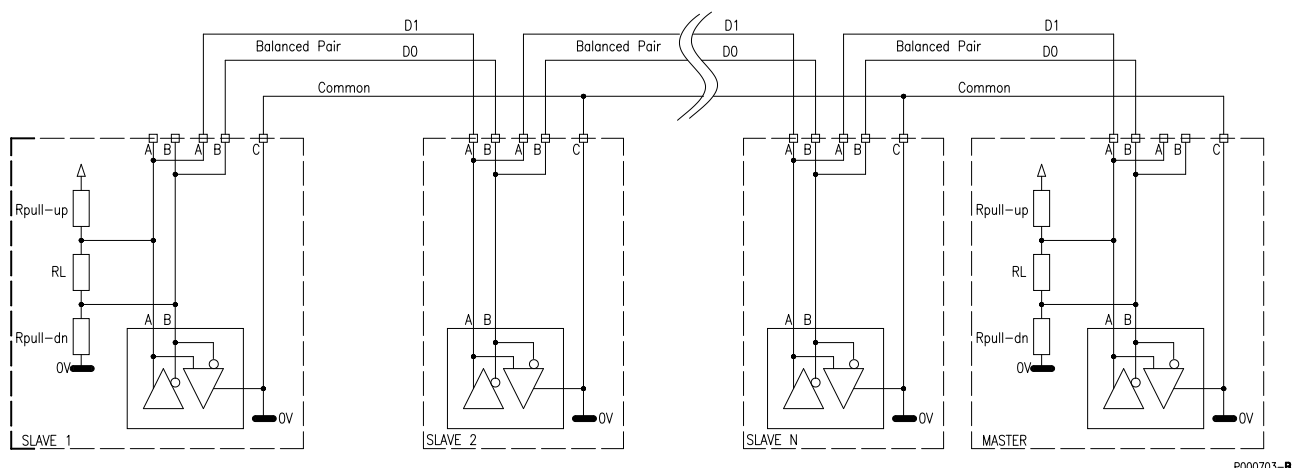 D1 D1 D1
Balanced Pair Balanced Pair Balanced Pair
D0 D0 D0
Common Common
A B A B C A B A B C A B A B C A B A B C
Rpull-up Rpull-up
RL RL
Rpull-dn A B A B A B Rpull-dn A B
0V 0V
0V 0V 0V 0V
SLAVE 1 SLAVE 2 SLAVE N MASTER
P000703-B